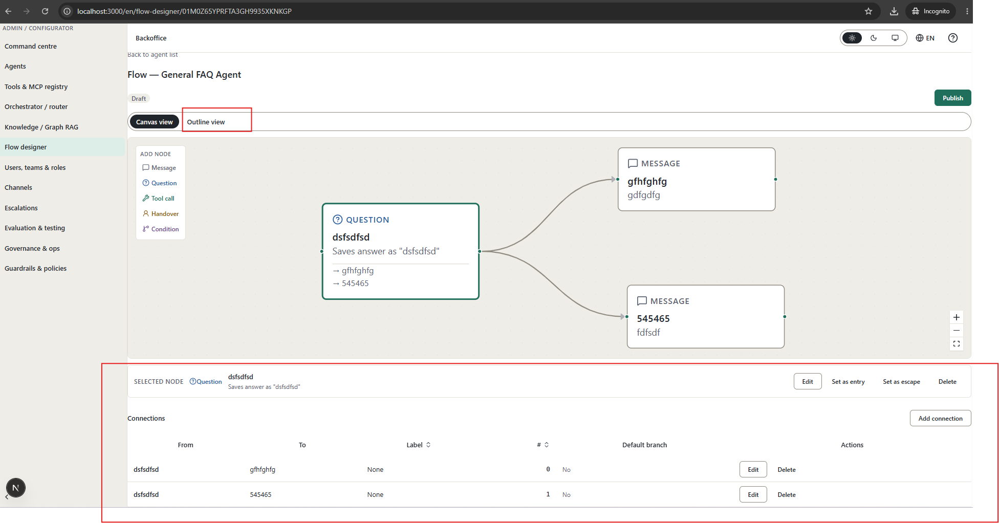 localhost:3000/en/flow-designer/01M0Z65YPRFTA3GH9935XKNKGP
Incognito
ADMIN / CONFIGURATOR
Command centre
Agents
Tools & MCP registry
Orchestrator / router
Knowledge / Graph RAG
Flow designer
Users, teams & roles
Channels
Escalations
Evaluation & testing
Governance & ops
Guardrails & policies
N
Backoffice
EN
Back to agent list
Flow — General FAQ Agent
Draft
Publish
Canvas view
Outline view
ADD NODE
Message
Question
Tool call
Handover
Condition
QUESTION
dsfsdfsd
Saves answer as "dsfsdfsd"
→ gfhfghfg
→ 545465
MESSAGE
gfhfghfg
gdfgdfg
MESSAGE
545465
fdfsdf
SELECTED NODE
Question
dsfsdfsd
Saves answer as "dsfsdfsd"
Edit
Set as entry
Set as escape
Delete
Connections
Add connection
From To Label # Default branch Actions
dsfsdfsd gfhfghfg None 0 No Edit Delete
dsfsdfsd 545465 None 1 No Edit Delete